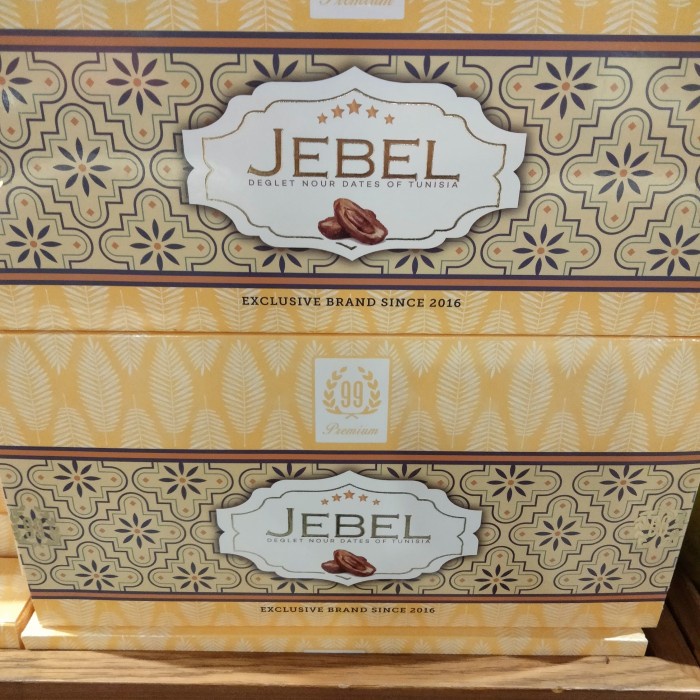 Premium
JEBEL
DEGLET NOUR DATES OF TUNISIA
EXCLUSIVE BRAND SINCE 2016
99
Premium
JEBEL
DEGLET NOUR DATES OF TUNISIA
EXCLUSIVE BRAND SINCE 2016